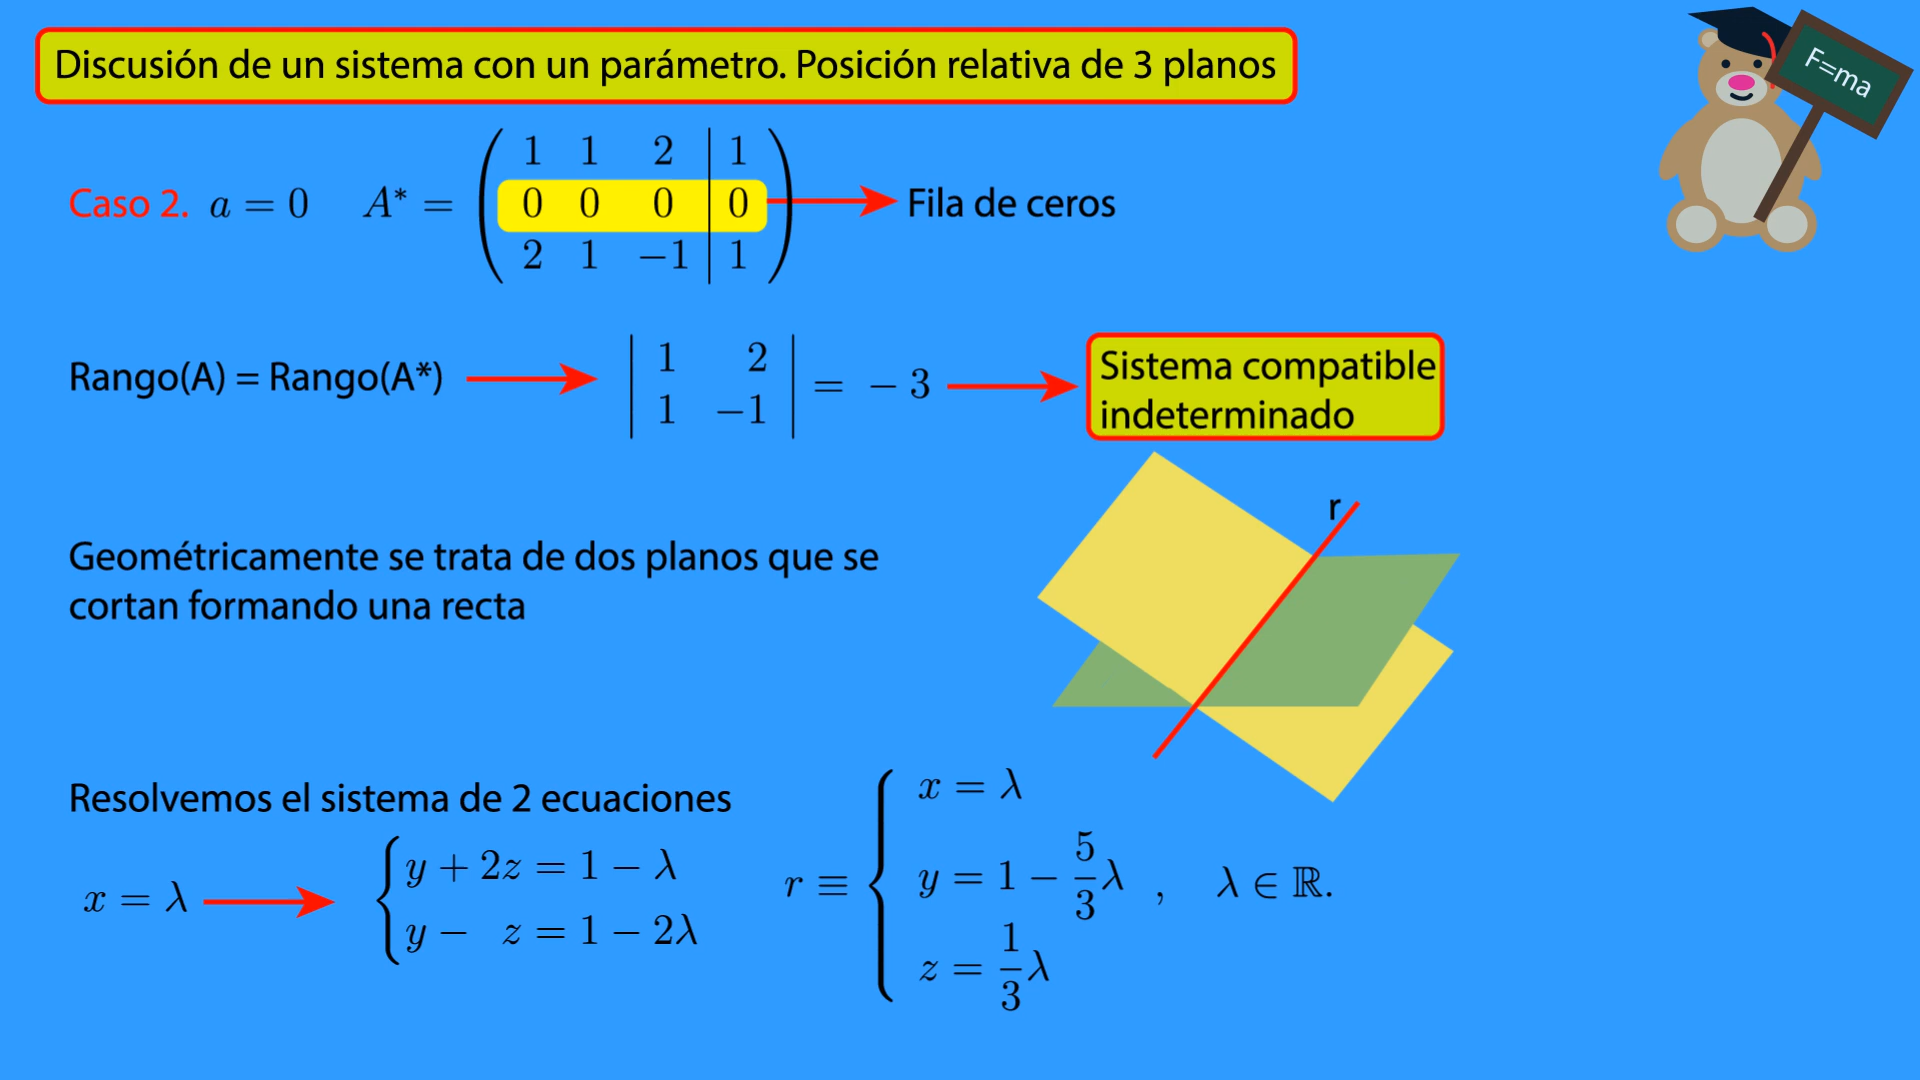 Discusión de un sistema con un parámetro. Posición relativa de 3 planos
F=ma
Caso 2. a = 0 A* =
1 1 2 | 1
0 0 0 | 0
2 1 −1 | 1
Fila de ceros
Rango(A) = Rango(A*)
1 2
1 −1
= − 3
Sistema compatible
indeterminado
r
Geométricamente se trata de dos planos que se
cortan formando una recta
Resolvemos el sistema de 2 ecuaciones
x = λ
y + 2z = 1 − λ
y − z = 1 − 2λ
r ≡
x = λ
y = 1 − 5/3 λ
z = 1/3 λ
, λ ∈ ℝ.